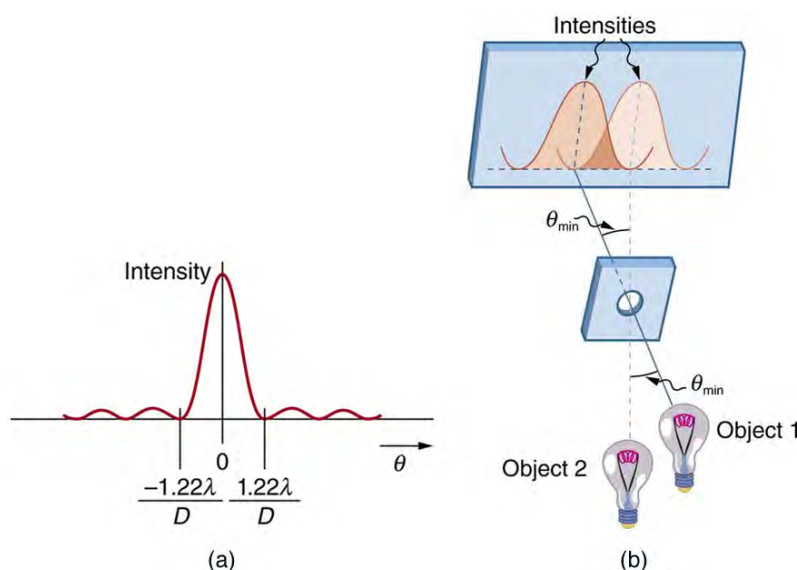 Intensity
0
θ
−1.22λ
D
1.22λ
D
(a)
Intensities
θmin
θmin
Object 1
Object 2
(b)